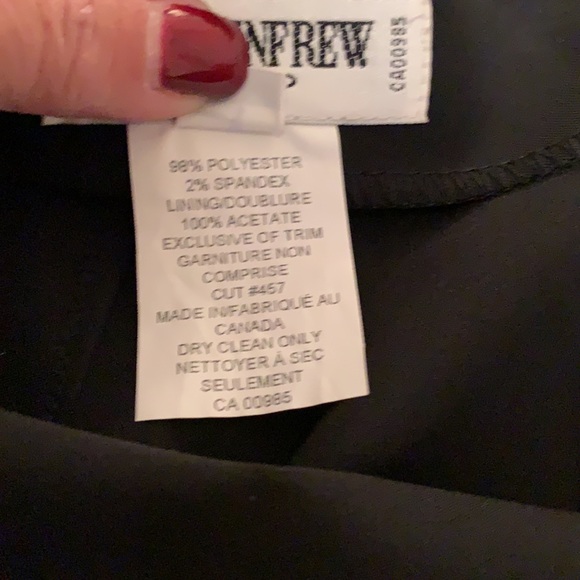 NFREW
CA00985
98% POLYESTER
2% SPANDEX
LINING/DOUBLURE
100% ACETATE
EXCLUSIVE OF TRIM
GARNITURE NON
COMPRISE
CUT #457
MADE IN/FABRIQUÉ AU
CANADA
DRY CLEAN ONLY
NETTOYER À SEC
SEULEMENT
CA 00985